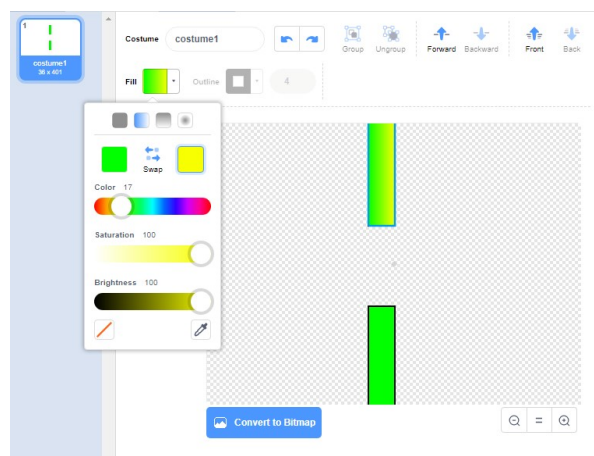 1
costume1
36 x 401
Costume costume1
Group Ungroup Forward Backward Front Back
Fill Outline 4
Swap
Color 17
Saturation 100
Brightness 100
Convert to Bitmap